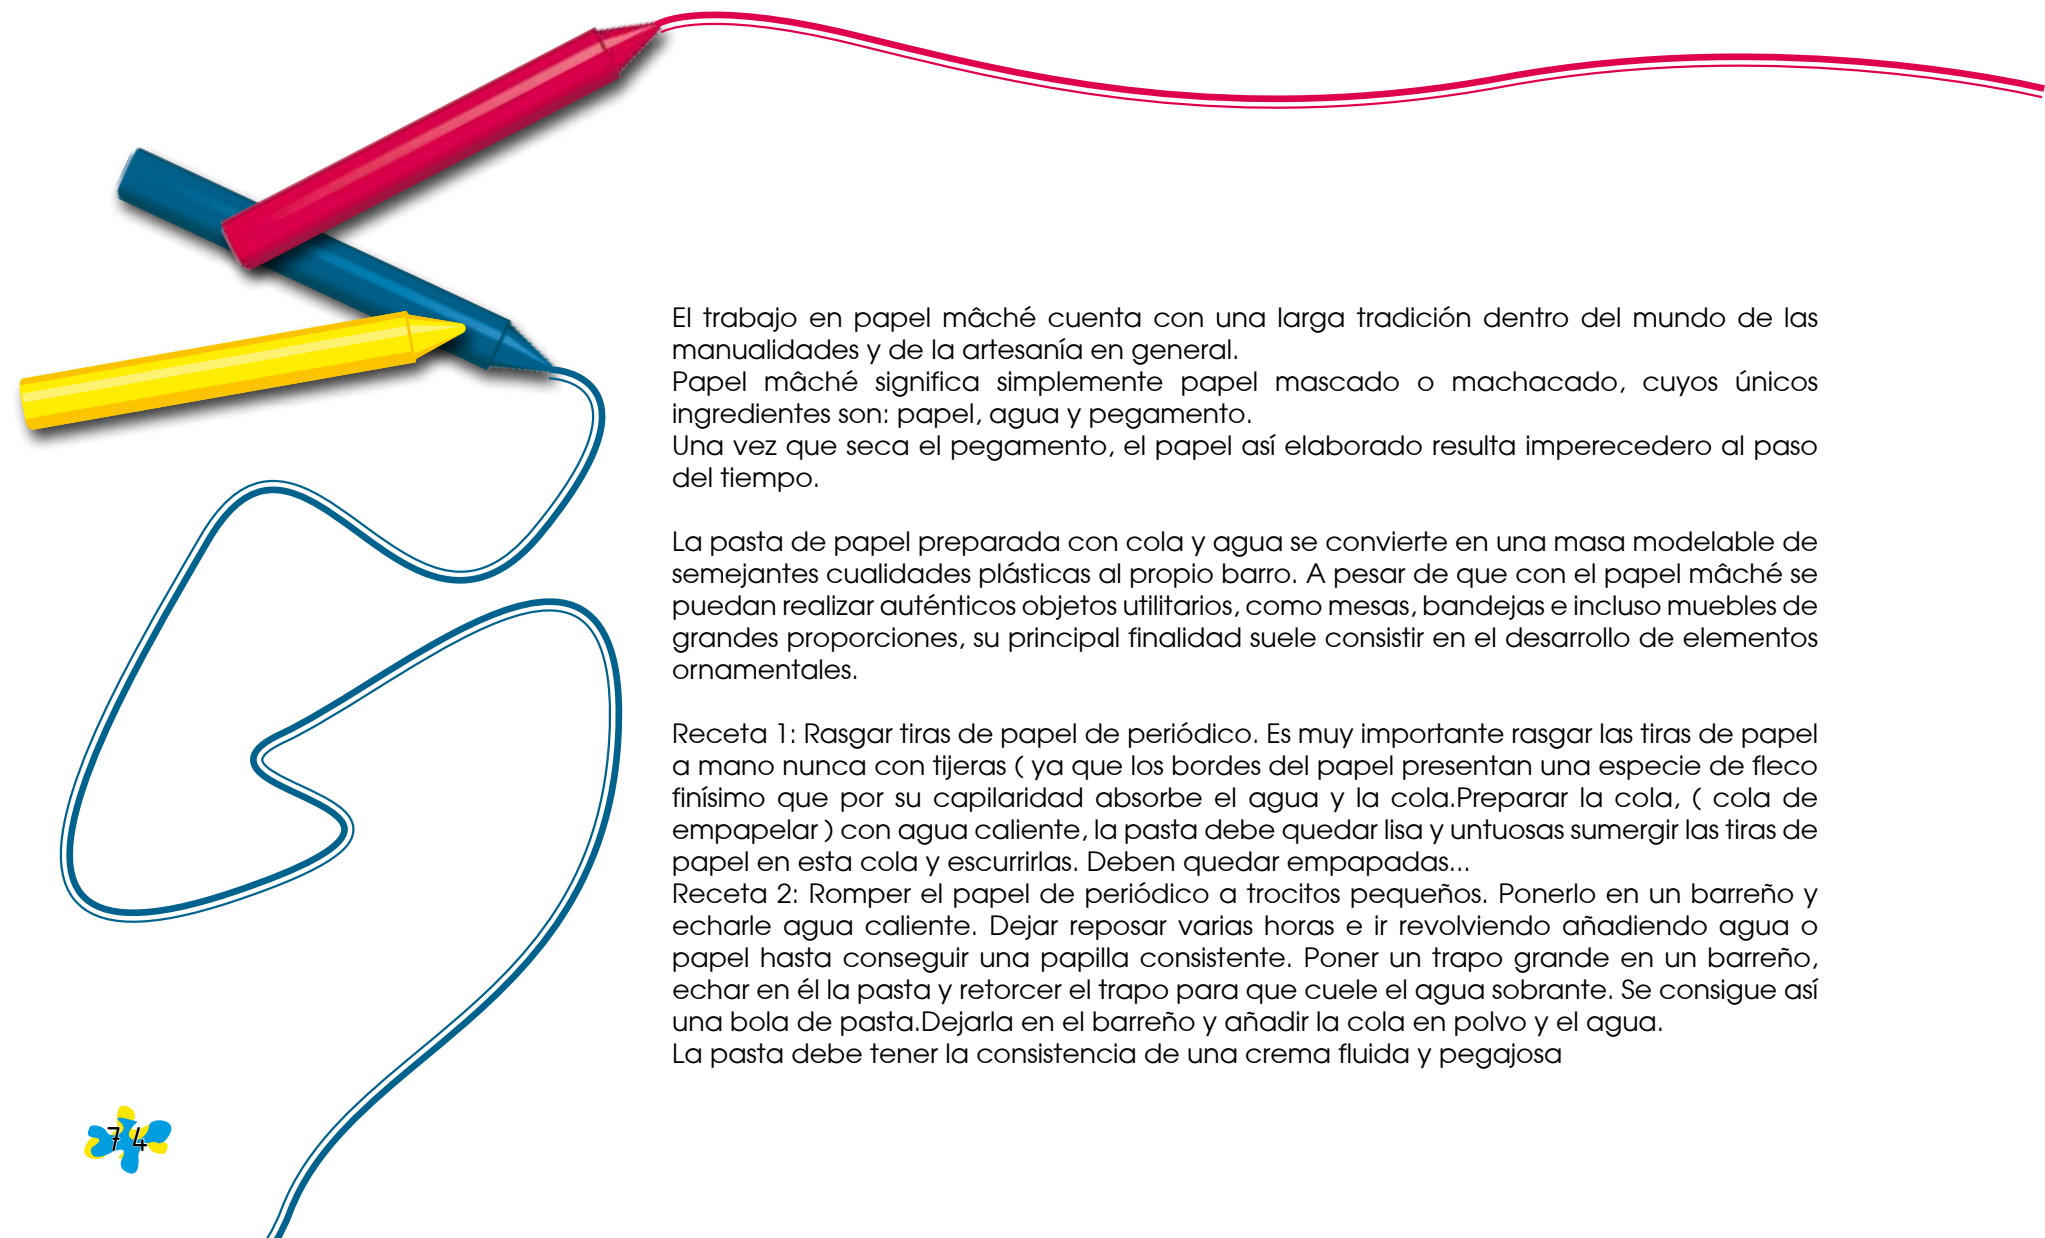 El trabajo en papel mâché cuenta con una larga tradición dentro del mundo de las
manualidades y de la artesanía en general.
Papel mâché significa simplemente papel mascado o machacado, cuyos únicos
ingredientes son: papel, agua y pegamento.
Una vez que seca el pegamento, el papel así elaborado resulta imperecedero al paso
del tiempo.
La pasta de papel preparada con cola y agua se convierte en una masa modelable de
semejantes cualidades plásticas al propio barro. A pesar de que con el papel mâché se
puedan realizar auténticos objetos utilitarios, como mesas, bandejas e incluso muebles de
grandes proporciones, su principal finalidad suele consistir en el desarrollo de elementos
ornamentales.
Receta 1: Rasgar tiras de papel de periódico. Es muy importante rasgar las tiras de papel
a mano nunca con tijeras ( ya que los bordes del papel presentan una especie de fleco
finísimo que por su capilaridad absorbe el agua y la cola.Preparar la cola, ( cola de
empapelar ) con agua caliente, la pasta debe quedar lisa y untuosas sumergir las tiras de
papel en esta cola y escurrirlas. Deben quedar empapadas...
Receta 2: Romper el papel de periódico a trocitos pequeños. Ponerlo en un barreño y
echarle agua caliente. Dejar reposar varias horas e ir revolviendo añadiendo agua o
papel hasta conseguir una papilla consistente. Poner un trapo grande en un barreño,
echar en él la pasta y retorcer el trapo para que cuele el agua sobrante. Se consigue así
una bola de pasta.Dejarla en el barreño y añadir la cola en polvo y el agua.
La pasta debe tener la consistencia de una crema fluida y pegajosa
74